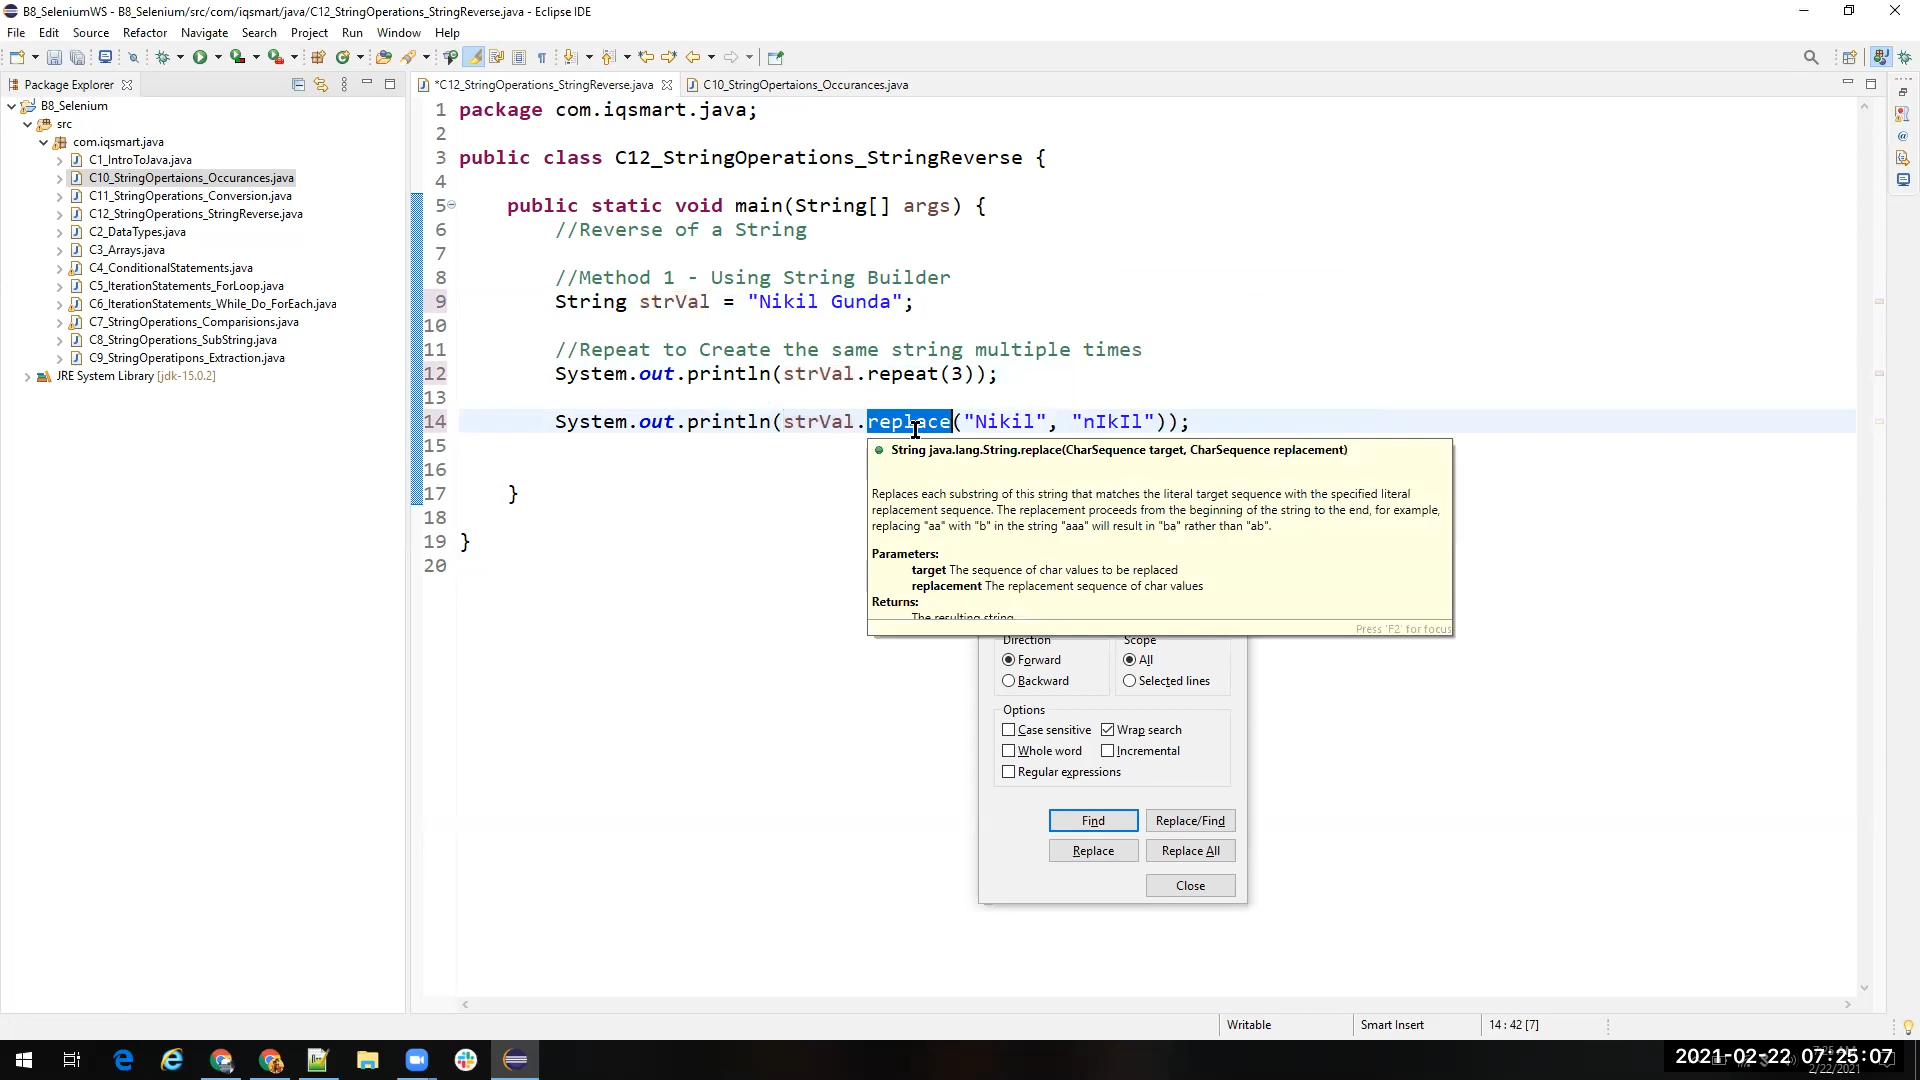 B8_SeleniumWS - B8_Selenium/src/com/iqsmart/java/C12_StringOperations_StringReverse.java - Eclipse IDE
File Edit Source Refactor Navigate Search Project Run Window Help
Package Explorer
*C12_StringOperations_StringReverse.java
C10_StringOpertaions_Occurances.java
B8_Selenium
src
com.iqsmart.java
C1_IntroToJava.java
C10_StringOpertaions_Occurances.java
C11_StringOperations_Conversion.java
C12_StringOperations_StringReverse.java
C2_DataTypes.java
C3_Arrays.java
C4_ConditionalStatements.java
C5_IterationStatements_ForLoop.java
C6_IterationStatements_While_Do_ForEach.java
C7_StringOperations_Comparisions.java
C8_StringOperations_SubString.java
C9_StringOperatipons_Extraction.java
JRE System Library [jdk-15.0.2]
1 package com.iqsmart.java;
2
3 public class C12_StringOperations_StringReverse {
4
5 public static void main(String[] args) {
6 //Reverse of a String
7
8 //Method 1 - Using String Builder
9 String strVal = "Nikil Gunda";
10
11 //Repeat to Create the same string multiple times
12 System.out.println(strVal.repeat(3));
13
14 System.out.println(strVal.replace("Nikil", "nIkIl"));
15
16
17 }
18
19 }
20
String java.lang.String.replace(CharSequence target, CharSequence replacement)
Replaces each substring of this string that matches the literal target sequence with the specified literal
replacement sequence. The replacement proceeds from the beginning of the string to the end, for example,
replacing "aa" with "b" in the string "aaa" will result in "ba" rather than "ab".
Parameters:
target The sequence of char values to be replaced
replacement The replacement sequence of char values
Returns:
The resulting string
Press 'F2' for focus
Direction Scope
Forward All
Backward Selected lines
Options
Case sensitive Wrap search
Whole word Incremental
Regular expressions
Find Replace/Find
Replace Replace All
Close
Writable Smart Insert 14 : 42 [7]
2021-02-22 07:25:07
2/22/2021